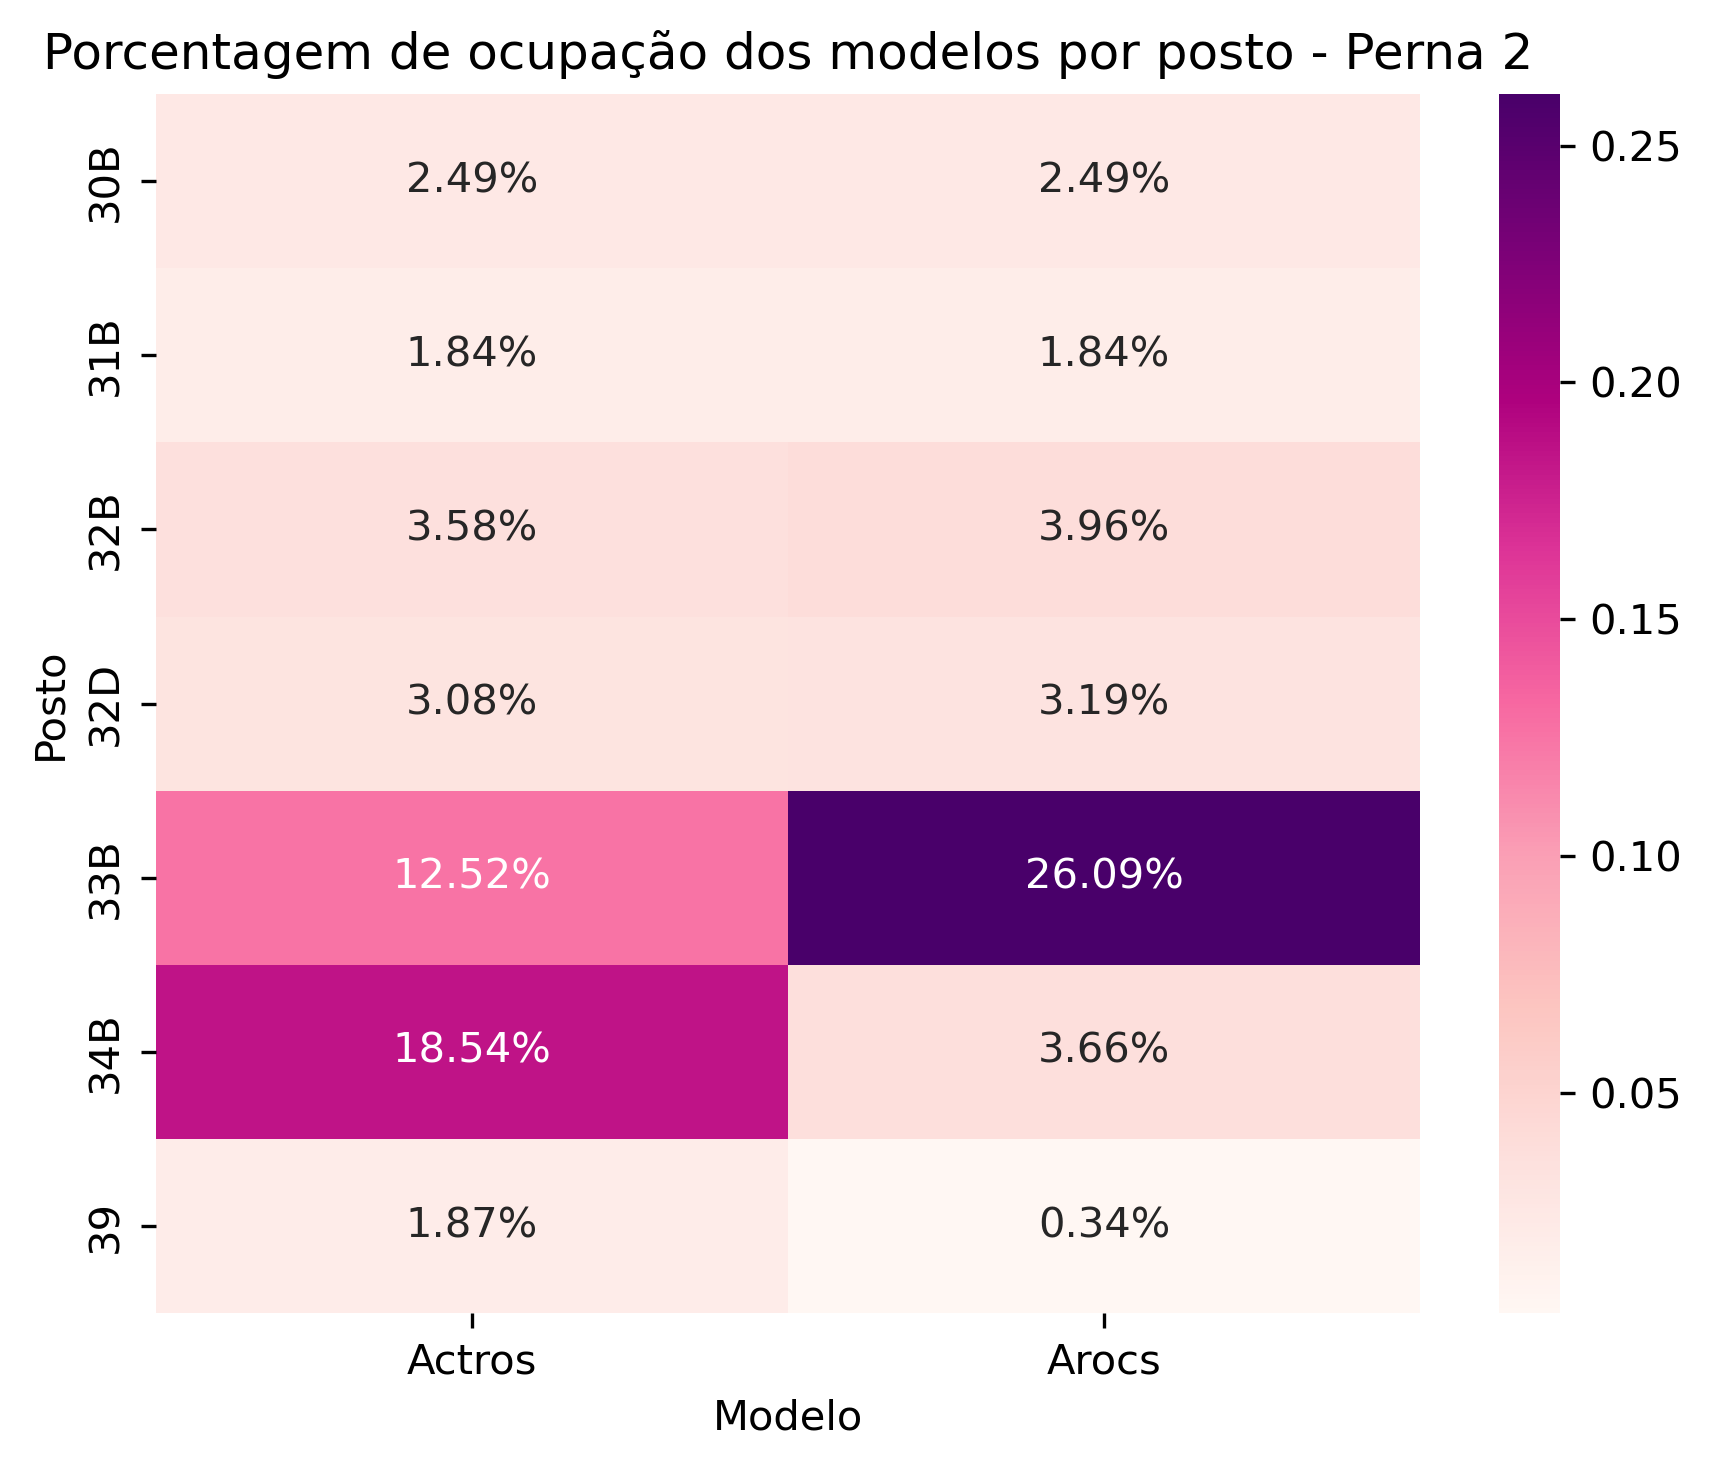 Porcentagem de ocupação dos modelos por posto - Perna 2
Posto
30B
2.49%
2.49%
31B
1.84%
1.84%
32B
3.58%
3.96%
32D
3.08%
3.19%
33B
12.52%
26.09%
34B
18.54%
3.66%
39
1.87%
0.34%
Actros
Arocs
Modelo
0.25
0.20
0.15
0.10
0.05